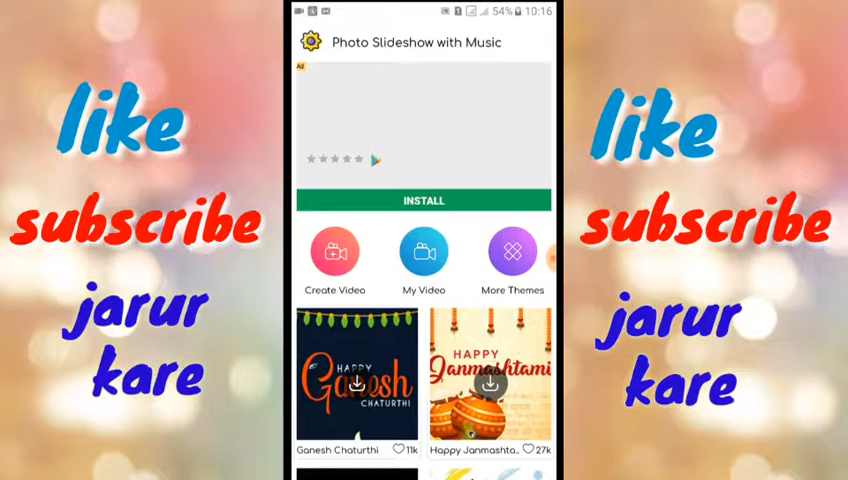 54% 10:16
Photo Slideshow with Music
Ad
INSTALL
Create Video
My Video
More Themes
HAPPY
Ganesh
CHATURTHI
HAPPY
Janmashtami
Ganesh Chaturthi 11k
Happy Janmashta.. 27k
like
subscribe
jarur
kare
like
subscribe
jarur
kare